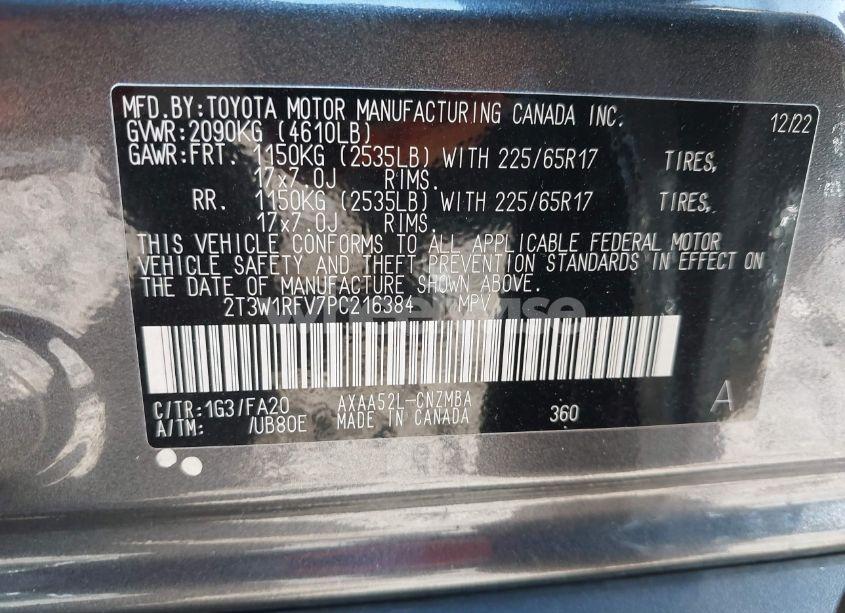 MFD.BY:TOYOTA MOTOR MANUFACTURING CANADA INC. 12/22
GVWR:2090KG (4610LB)
GAWR:FRT. 1150KG (2535LB) WITH 225/65R17 TIRES,
17x7.0J RIMS.
RR. 1150KG (2535LB) WITH 225/65R17 TIRES,
17x7.0J RIMS.
THIS VEHICLE CONFORMS TO ALL APPLICABLE FEDERAL MOTOR
VEHICLE SAFETY AND THEFT PREVENTION STANDARDS IN EFFECT ON
THE DATE OF MANUFACTURE SHOWN ABOVE.
2T3W1RFV7PC216384 MPV
C/TR:1G3/FA20 AXAA52L-CNZMBA
A/TM: /UB80E MADE IN CANADA 360 A